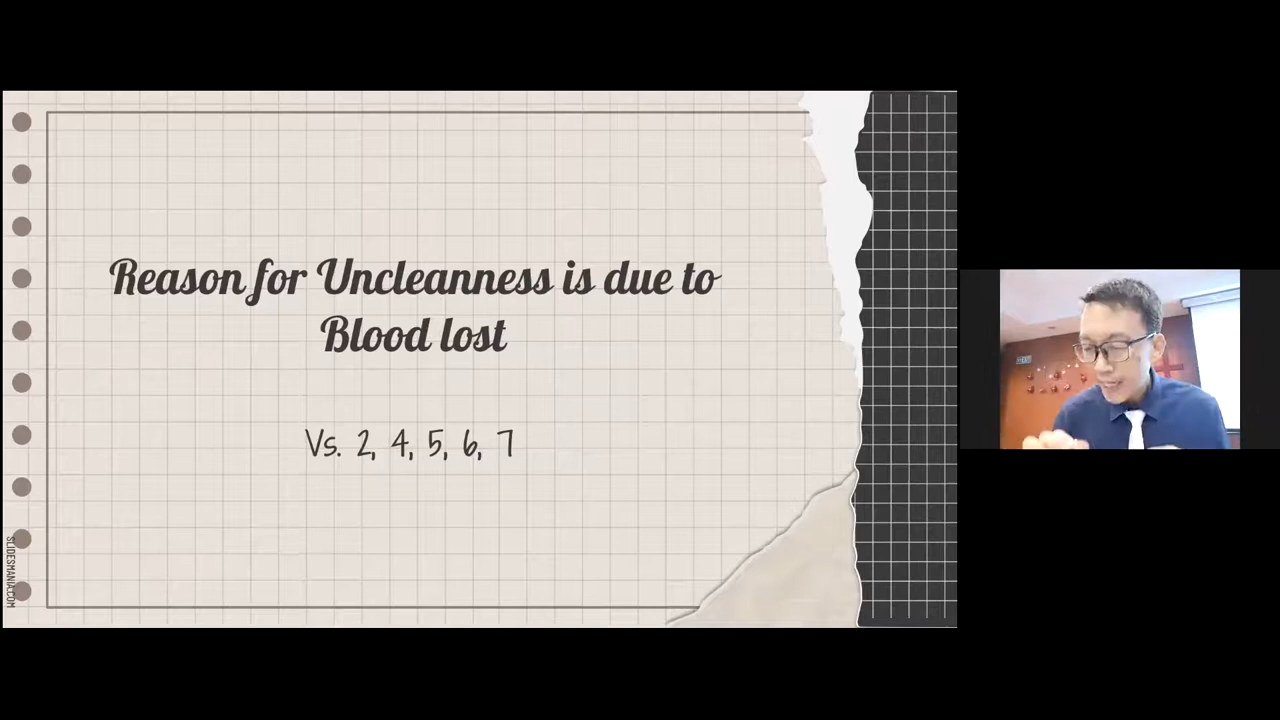 Reason for Uncleanness is due to
Blood lost
Vs. 2, 4, 5, 6, 7
SLIDESMANIA.COM